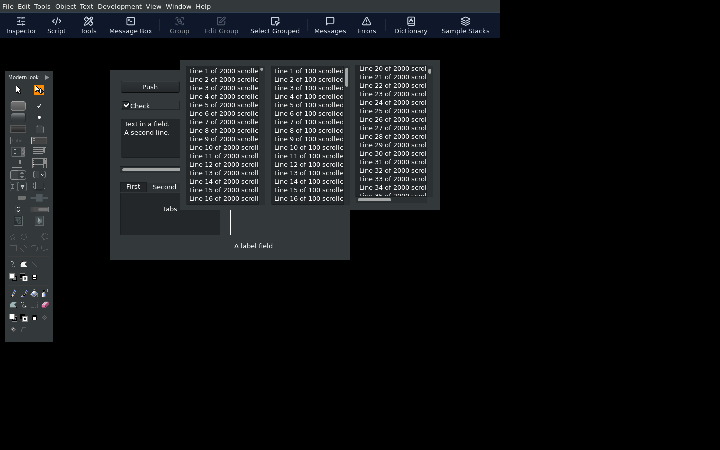 File Edit Tools Object Text Development View Window Help
Inspector Script Tools Message Box Group Edit Group Select Grouped Messages Errors Dictionary Sample Stacks
Modern look
Push
Check
Text in a field.
A second line.
First Second
Tabs
A label field
Line 1 of 2000 scrolle
Line 2 of 2000 scrolle
Line 3 of 2000 scrolle
Line 4 of 2000 scrolle
Line 5 of 2000 scrolle
Line 6 of 2000 scrolle
Line 7 of 2000 scrolle
Line 8 of 2000 scrolle
Line 9 of 2000 scrolle
Line 10 of 2000 scroll
Line 11 of 2000 scroll
Line 12 of 2000 scroll
Line 13 of 2000 scroll
Line 14 of 2000 scroll
Line 15 of 2000 scroll
Line 16 of 2000 scroll
Line 1 of 100 scrolled
Line 2 of 100 scrolled
Line 3 of 100 scrolled
Line 4 of 100 scrolled
Line 5 of 100 scrolled
Line 6 of 100 scrolled
Line 7 of 100 scrolled
Line 8 of 100 scrolled
Line 9 of 100 scrolled
Line 10 of 100 scrolle
Line 11 of 100 scrolle
Line 12 of 100 scrolle
Line 13 of 100 scrolle
Line 14 of 100 scrolle
Line 15 of 100 scrolle
Line 16 of 100 scrolle
Line 20 of 2000 scrol
Line 21 of 2000 scrol
Line 22 of 2000 scrol
Line 23 of 2000 scrol
Line 24 of 2000 scrol
Line 25 of 2000 scrol
Line 26 of 2000 scrol
Line 27 of 2000 scrol
Line 28 of 2000 scrol
Line 29 of 2000 scrol
Line 30 of 2000 scrol
Line 31 of 2000 scrol
Line 32 of 2000 scrol
Line 33 of 2000 scrol
Line 34 of 2000 scrol